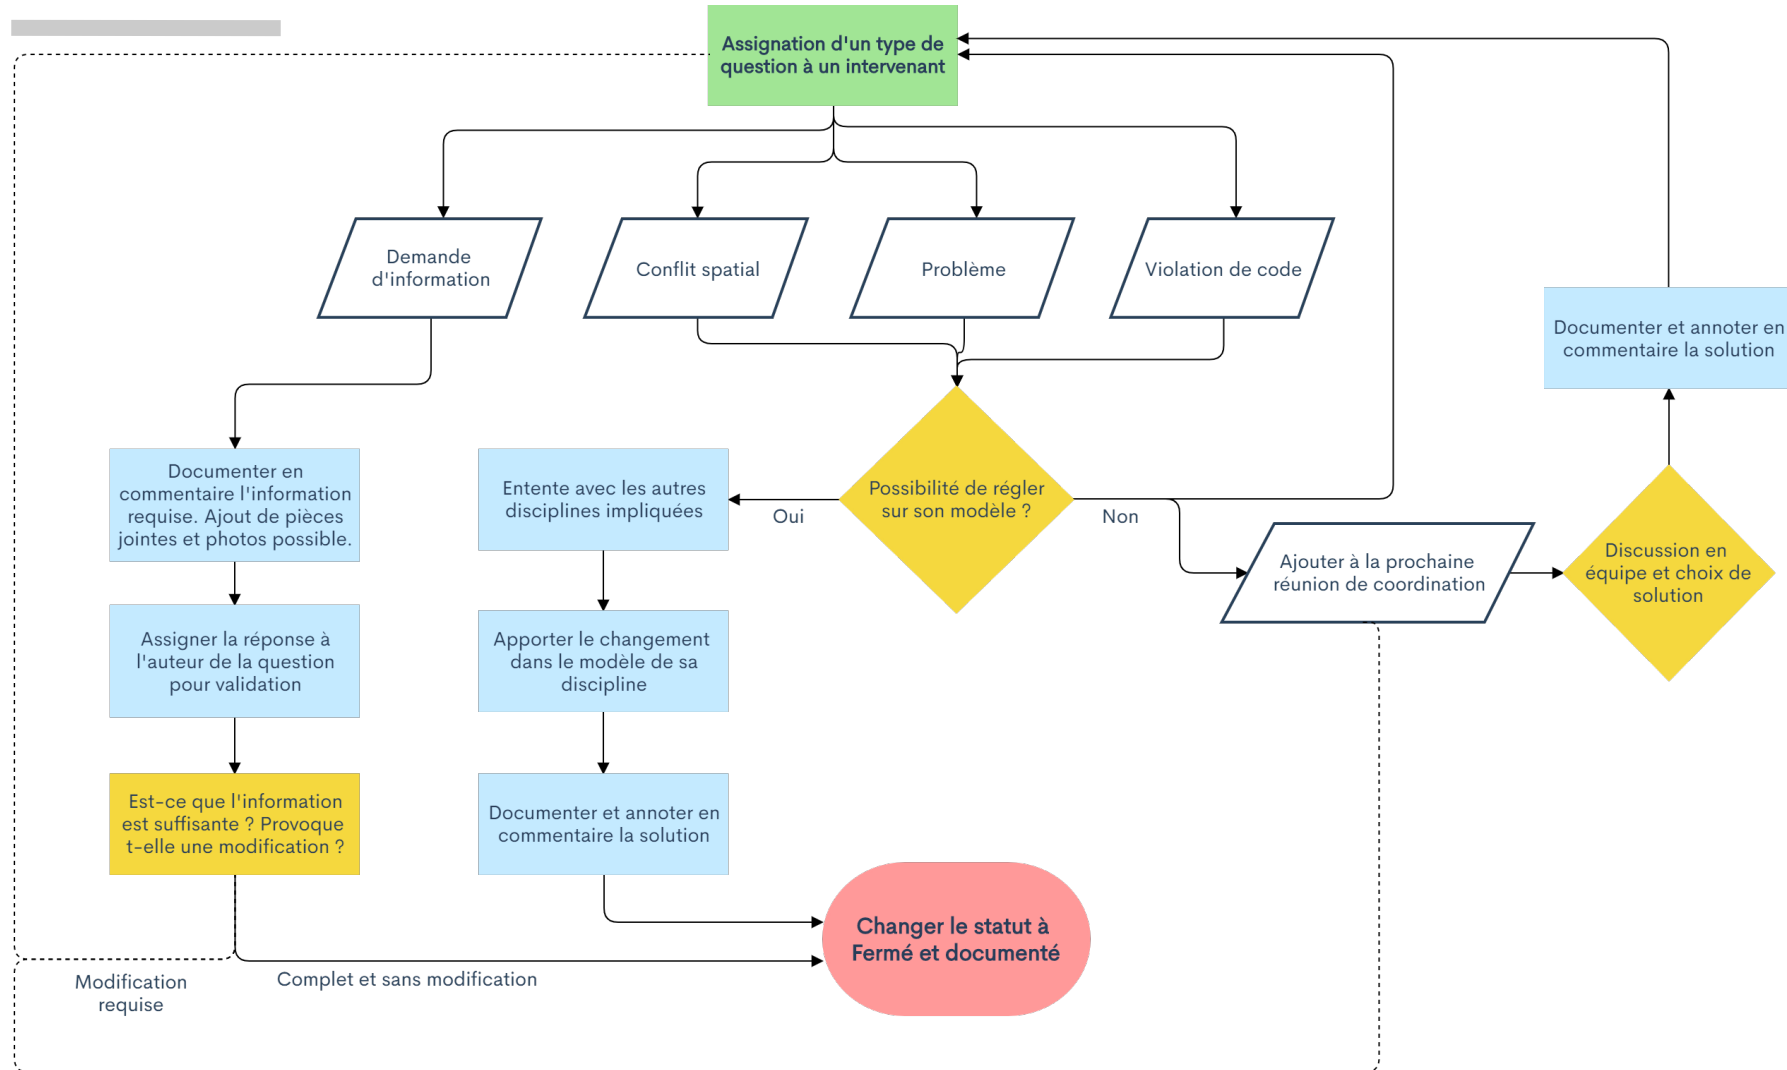 Assignation d'un type de
question à un intervenant
Demande
d'information
Conflit spatial
Problème
Violation de code
Documenter et annoter en
commentaire la solution
Documenter en
commentaire l'information
requise. Ajout de pièces
jointes et photos possible.
Entente avec les autres
disciplines impliquées
Oui
Possibilité de régler
sur son modèle ?
Non
Ajouter à la prochaine
réunion de coordination
Discussion en
équipe et choix de
solution
Assigner la réponse à
l'auteur de la question
pour validation
Apporter le changement
dans le modèle de sa
discipline
Est-ce que l'information
est suffisante ? Provoque
t-elle une modification ?
Documenter et annoter en
commentaire la solution
Changer le statut à
Fermé et documenté
Modification
requise
Complet et sans modification